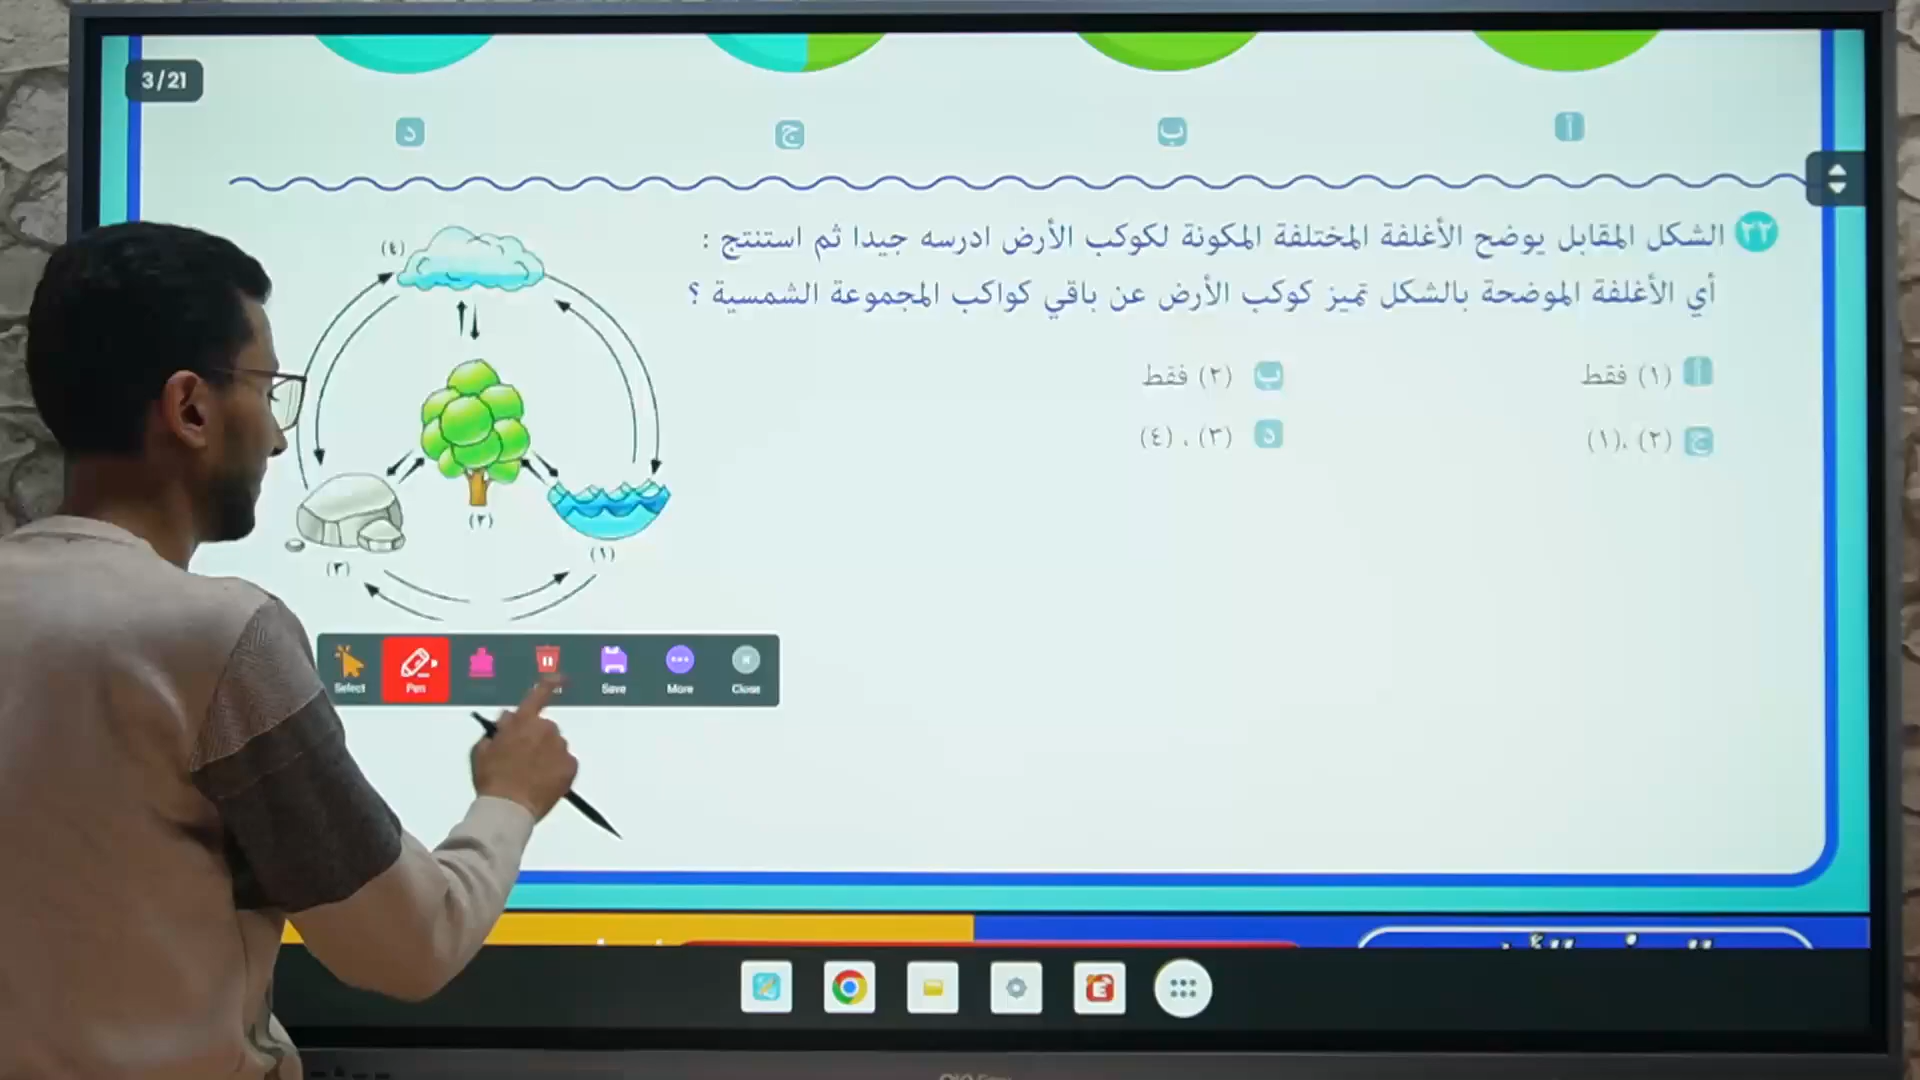 3/21
أ
ب
ج
د
٢٢ الشكل المقابل يوضح الأغلفة المختلفة المكونة لكوكب الأرض ادرسه جيدا ثم استنتج :
أي الأغلفة الموضحة بالشكل تميز كوكب الأرض عن باقي كواكب المجموعة الشمسية ؟
أ (١) فقط
ب (٢) فقط
ج (٢) ،(١)
د (٣) ، (٤)
(٤)
(٢)
(١)
(٣)
Select Pen Save More Close